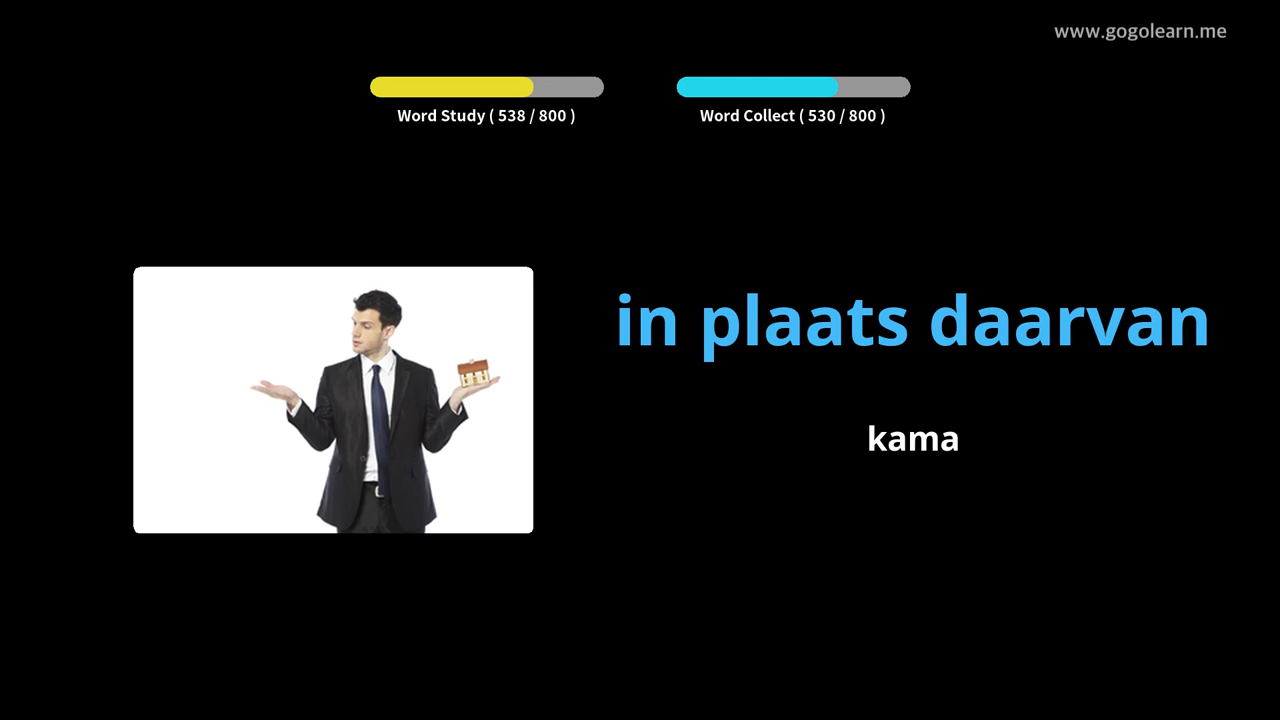 www.gogolearn.me
Word Study ( 538 / 800 )
Word Collect ( 530 / 800 )
in plaats daarvan
kama